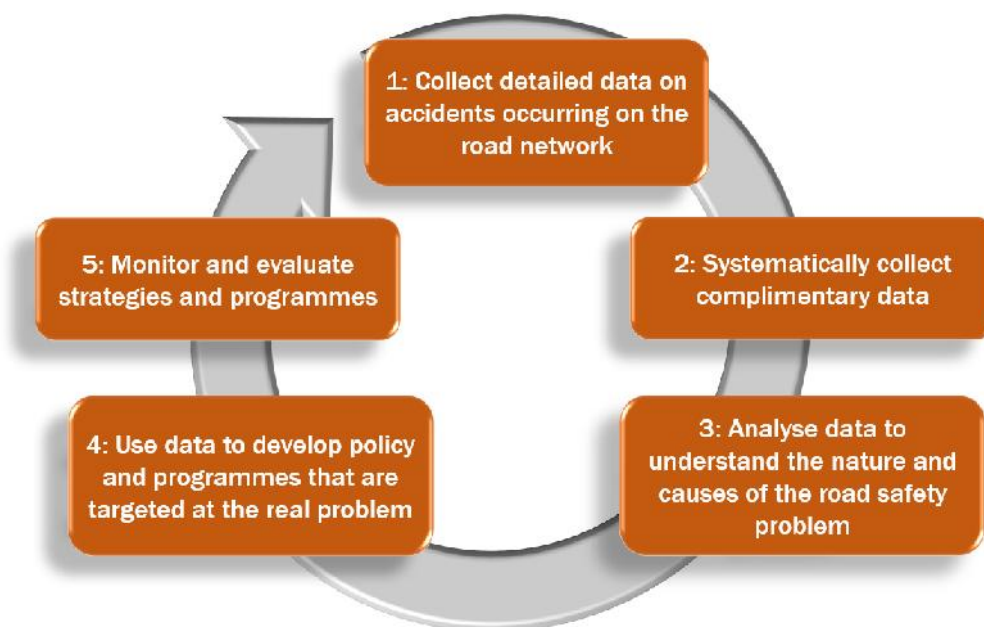 1: Collect detailed data on
accidents occurring on the
road network
2: Systematically collect
complimentary data
3: Analyse data to
understand the nature and
causes of the road safety
problem
4: Use data to develop policy
and programmes that are
targeted at the real problem
5: Monitor and evaluate
strategies and programmes